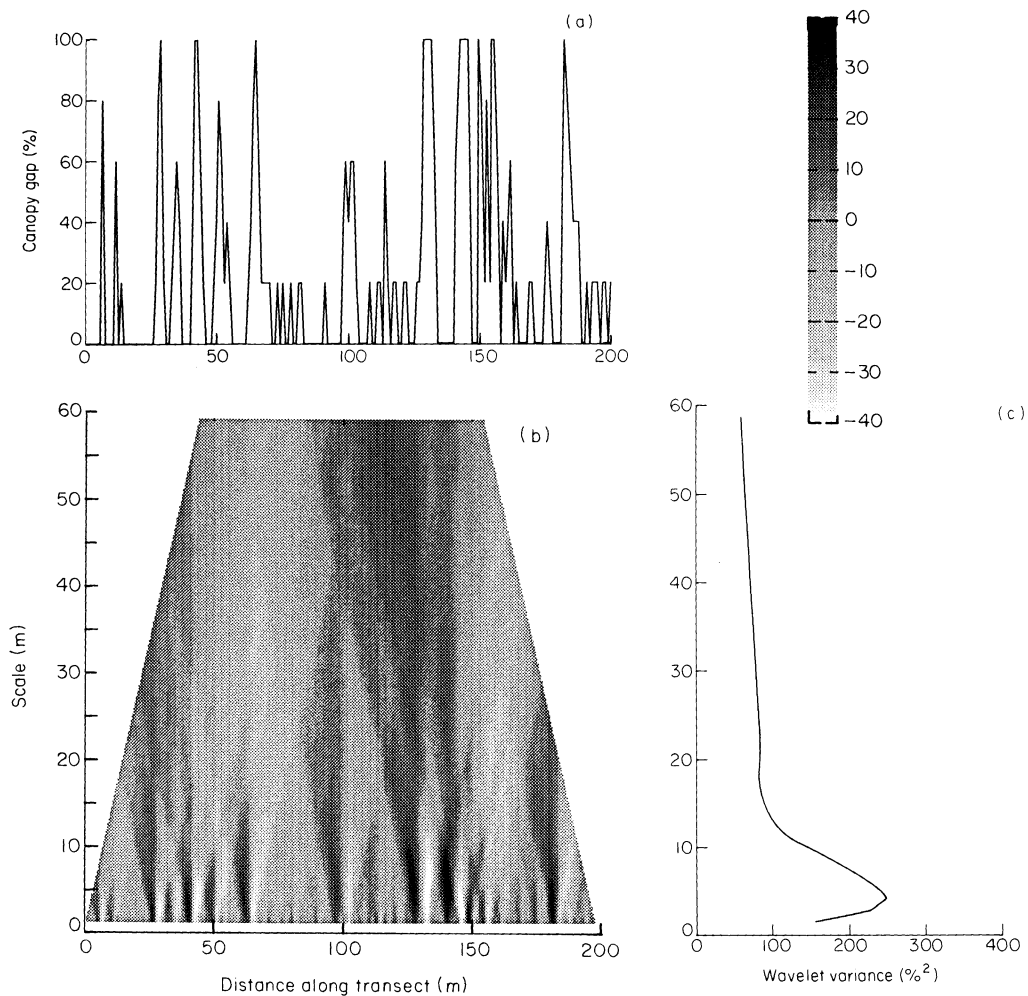 (a)
100
80
60
40
20
0
Canopy gap (%)
0 50 100 150 200
40
30
20
10
0
-10
-20
-30
-40
(b)
60
50
40
30
20
10
0
Scale (m)
0 50 100 150 200
Distance along transect (m)
(c)
60
50
40
30
20
10
0
0 100 200 300 400
Wavelet variance (%²)